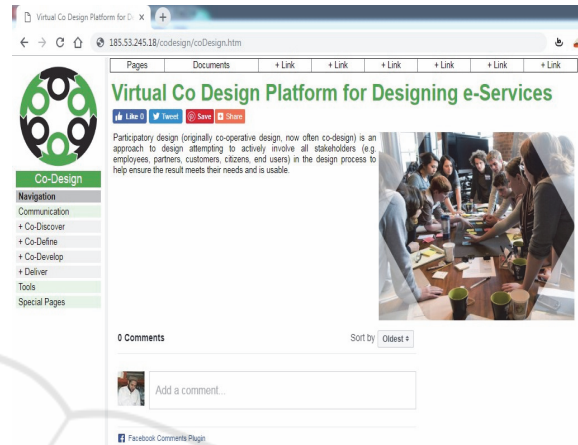 Virtual Co Design Platform for D
185.53.245.18/codesign/coDesign.htm
Pages Documents + Link + Link + Link + Link + Link
Virtual Co Design Platform for Designing e-Services
Like 0 Tweet Save Share
Participatory design (originally co-operative design, now often co-design) is an
approach to design attempting to actively involve all stakeholders (e.g.
employees, partners, customers, citizens, end users) in the design process to
help ensure the result meets their needs and is usable.
Co-Design
Navigation
Communication
+ Co-Discover
+ Co-Define
+ Co-Develop
+ Deliver
Tools
Special Pages
0 Comments Sort by Oldest
Add a comment...
Facebook Comments Plugin